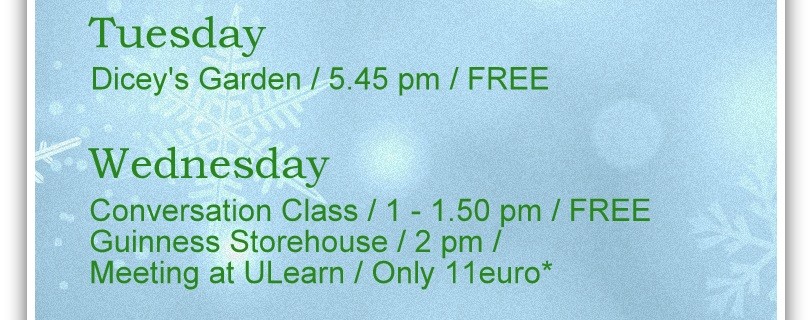 Tuesday
Dicey's Garden / 5.45 pm / FREE
Wednesday
Conversation Class / 1 - 1.50 pm / FREE
Guinness Storehouse / 2 pm /
Meeting at ULearn / Only 11euro*